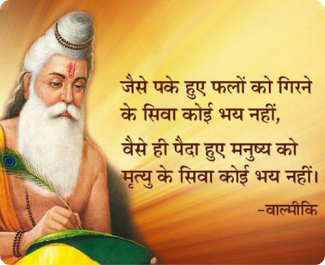 जैसे पके हुए फलों को गिरने
के सिवा कोई भय नहीं,
वैसे ही पैदा हुए मनुष्य को
मृत्यु के सिवा कोई भय नहीं।
-वाल्मीकि